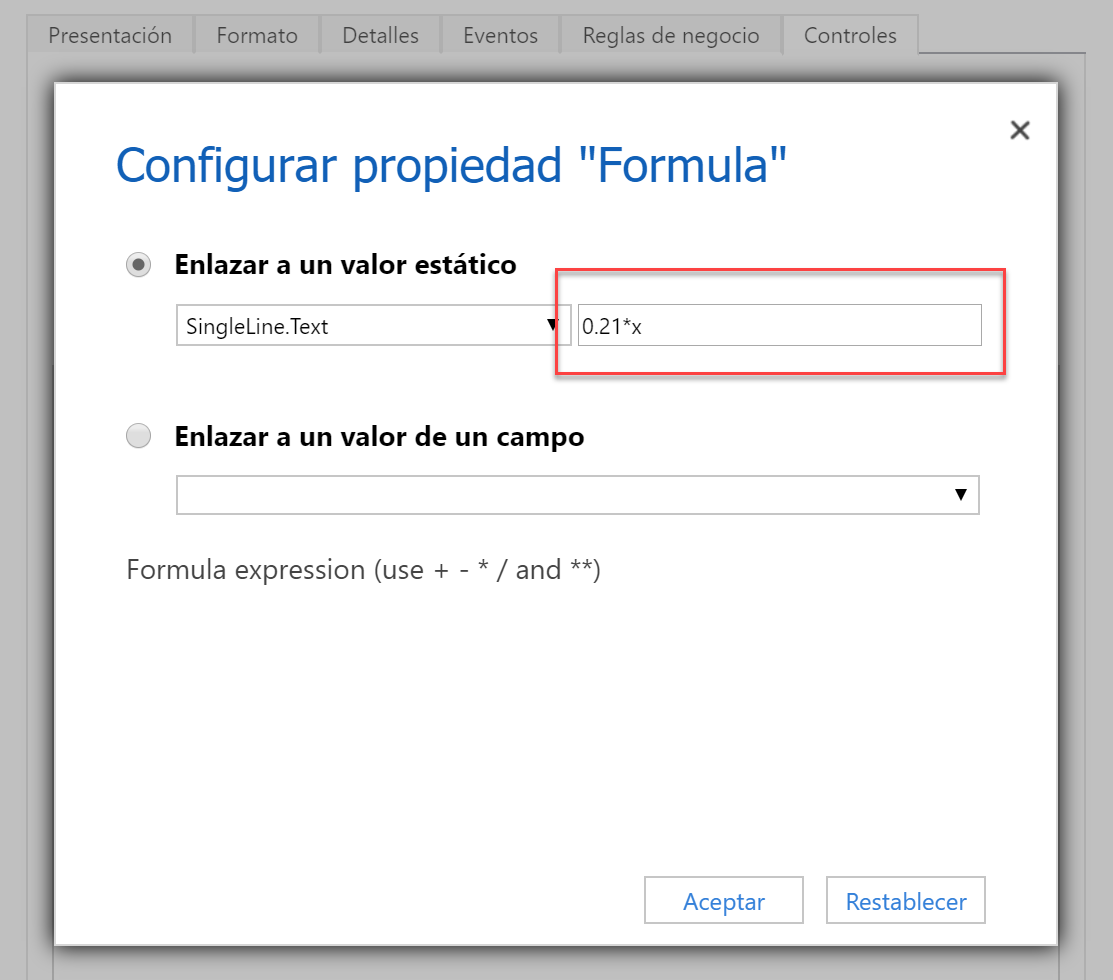 Presentación Formato Detalles Eventos Reglas de negocio Controles
Configurar propiedad "Formula"
Enlazar a un valor estático
SingleLine.Text 0.21*x
Enlazar a un valor de un campo
Formula expression (use + - * / and **)
Aceptar Restablecer